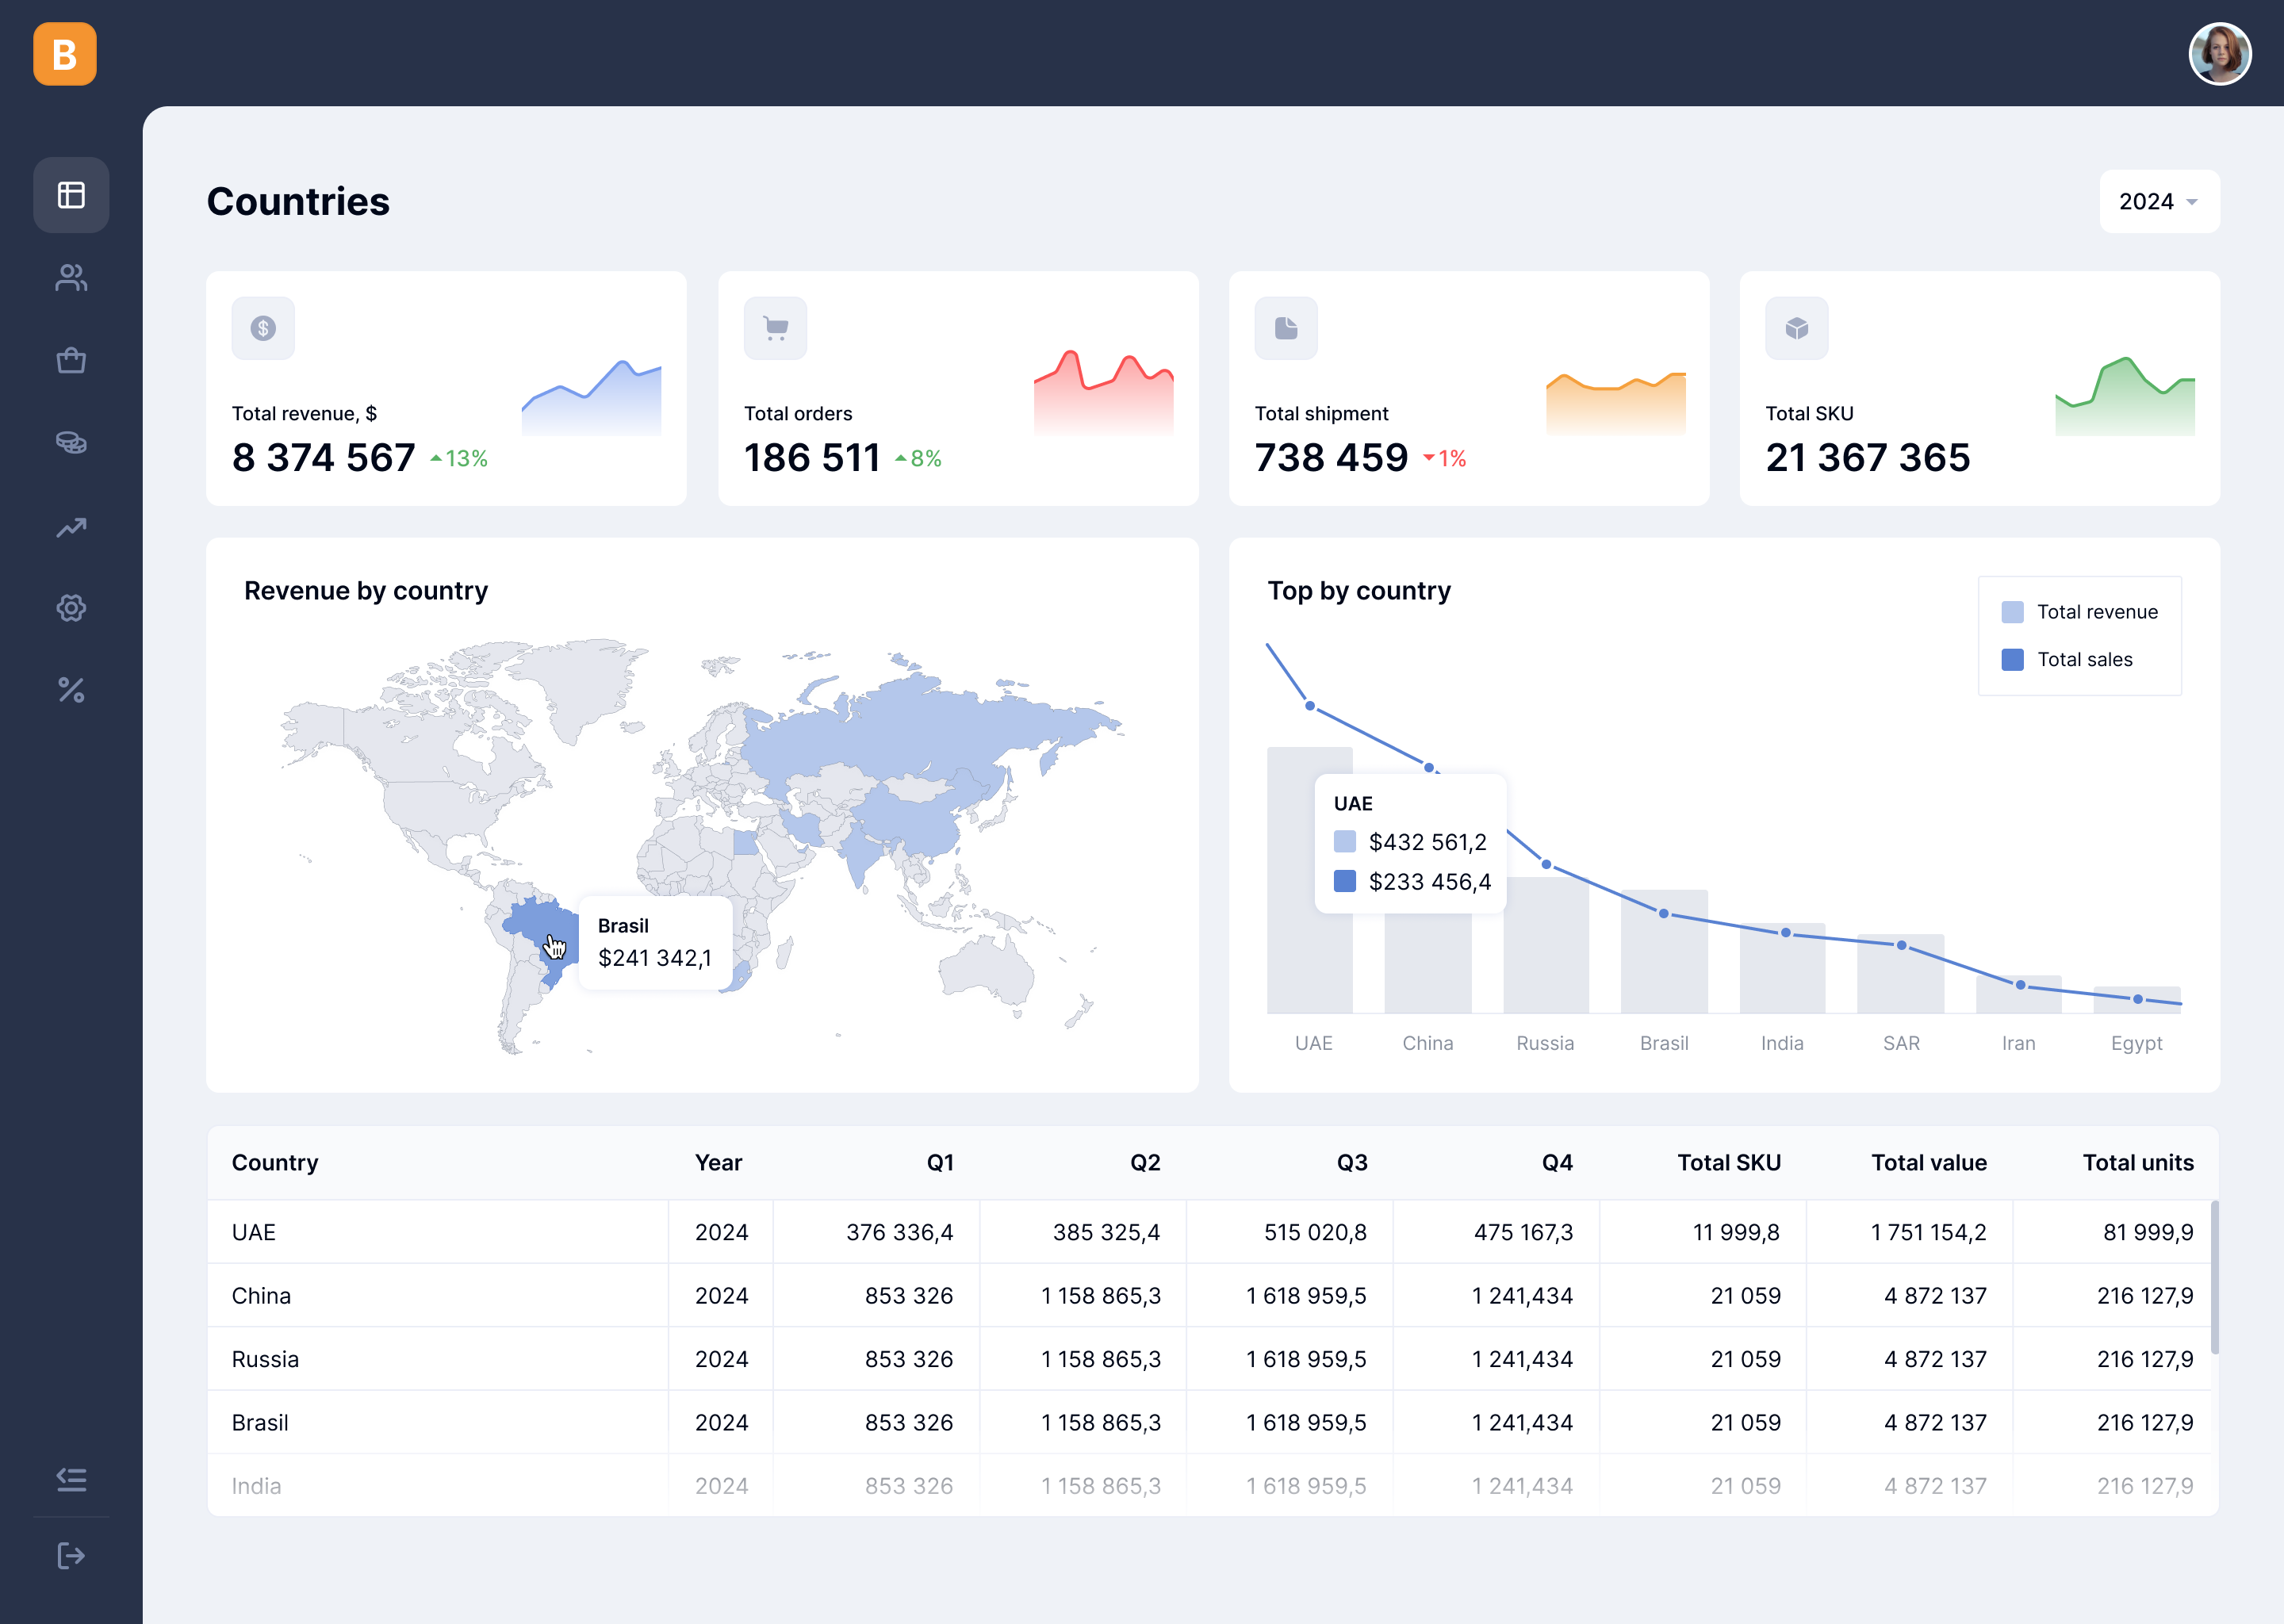 B
Countries
2024
$
Total revenue, $
8 374 567 13%
Total orders
186 511 8%
Total shipment
738 459 1%
Total SKU
21 367 365
Revenue by country
Brasil
$241 342,1
Top by country
Total revenue
Total sales
UAE
$432 561,2
$233 456,4
UAE China Russia Brasil India SAR Iran Egypt
Country Year Q1 Q2 Q3 Q4 Total SKU Total value Total units
UAE 2024 376 336,4 385 325,4 515 020,8 475 167,3 11 999,8 1 751 154,2 81 999,9
China 2024 853 326 1 158 865,3 1 618 959,5 1 241,434 21 059 4 872 137 216 127,9
Russia 2024 853 326 1 158 865,3 1 618 959,5 1 241,434 21 059 4 872 137 216 127,9
Brasil 2024 853 326 1 158 865,3 1 618 959,5 1 241,434 21 059 4 872 137 216 127,9
India 2024 853 326 1 158 865,3 1 618 959,5 1 241,434 21 059 4 872 137 216 127,9